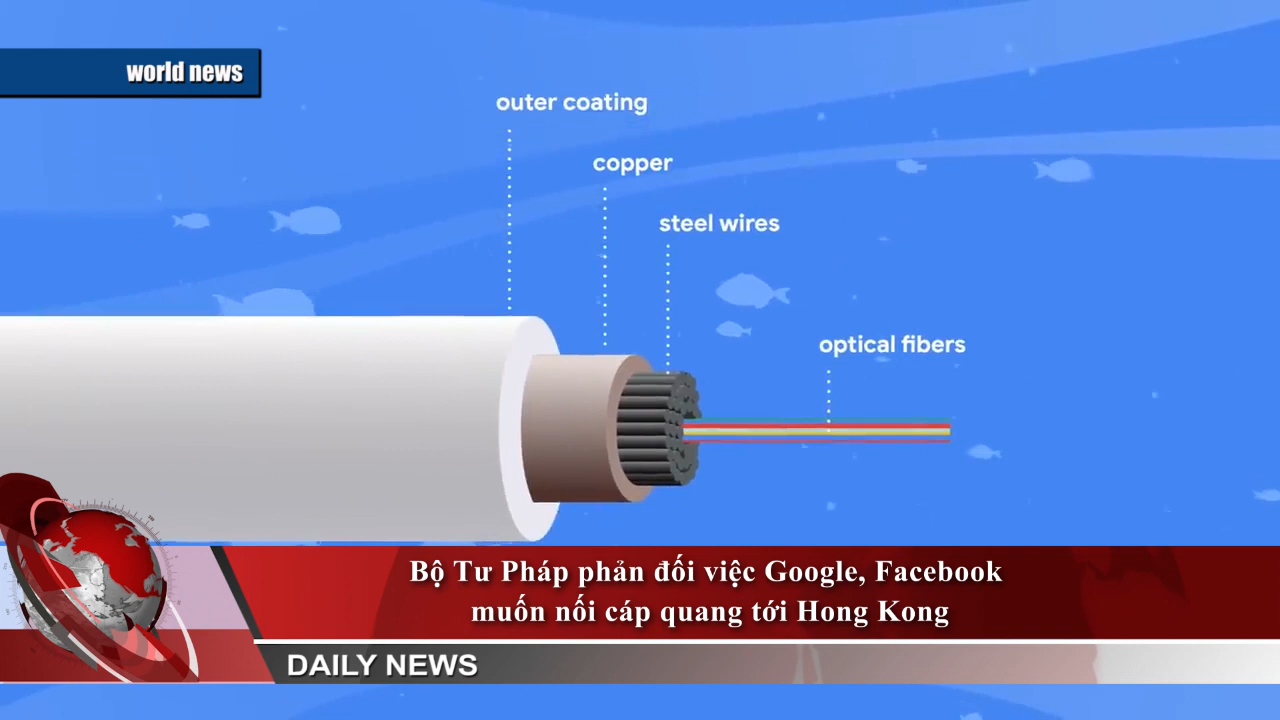 world news
outer coating
copper
steel wires
optical fibers
Bộ Tư Pháp phản đối việc Google, Facebook
muốn nối cáp quang tới Hong Kong
DAILY NEWS